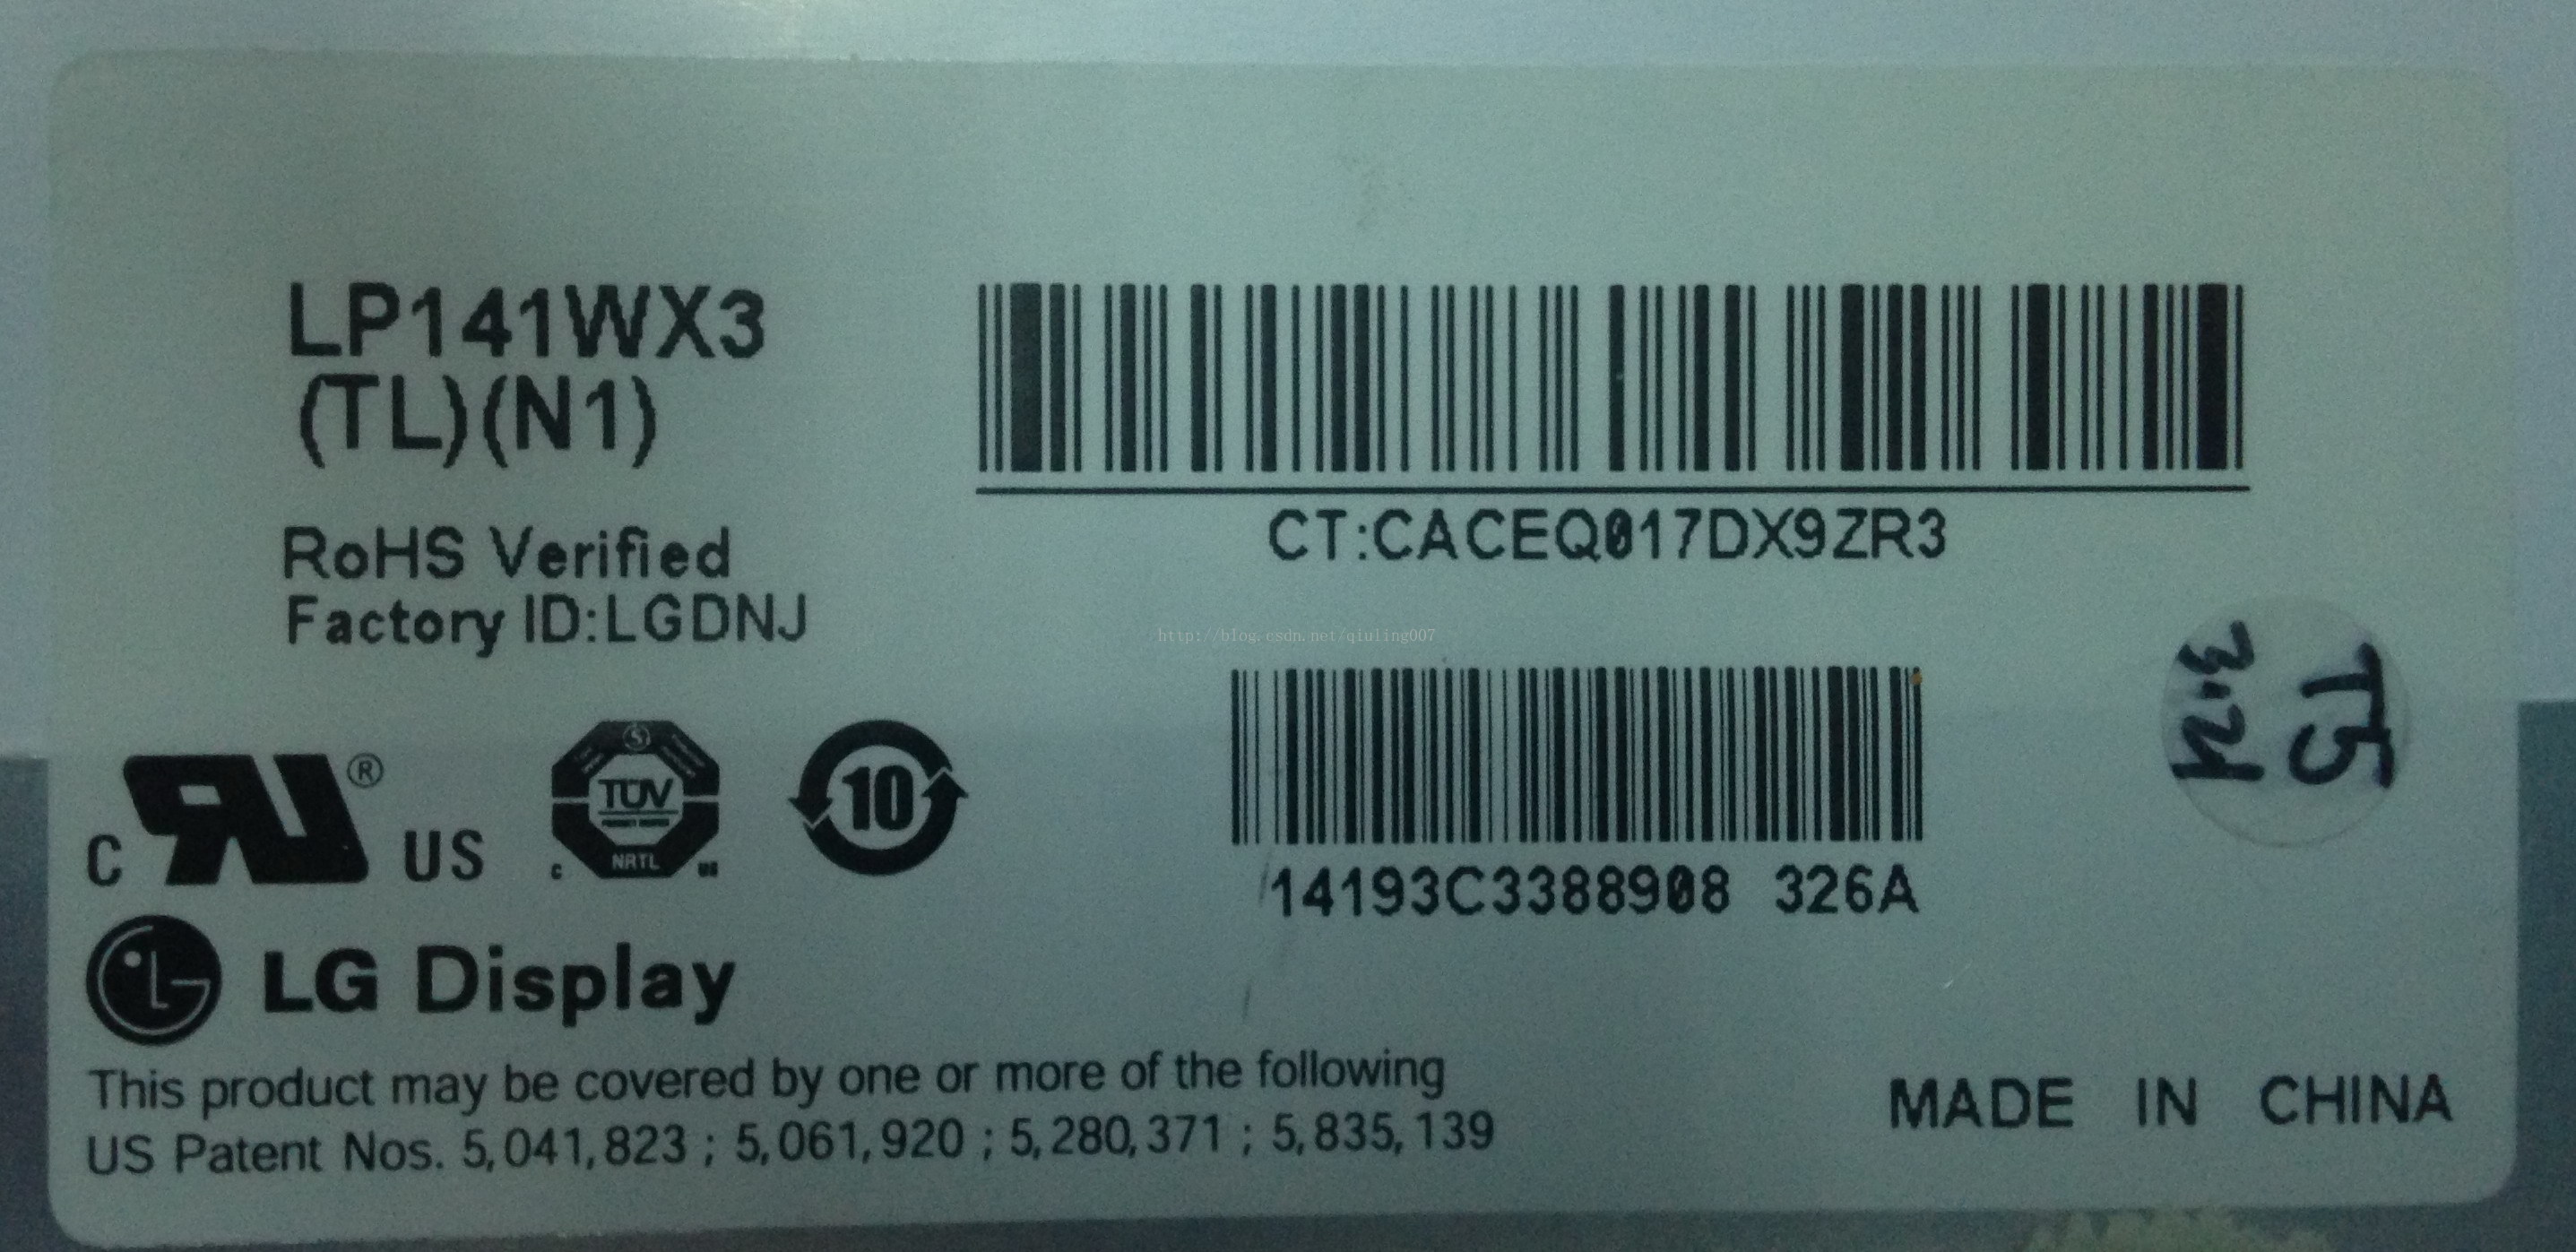 LP141WX3
(TL)(N1)
CT:CACEQ017DX9ZR3
RoHS Verified
Factory ID:LGDNJ
http://blog.csdn.net/qiuling007
3.24
T5
C RU® US
S
TUV
NRTL
C US
10
14193C3388908 326A
LG Display
This product may be covered by one or more of the following
US Patent Nos. 5,041,823 ; 5,061,920 ; 5,280,371 ; 5,835,139
MADE IN CHINA